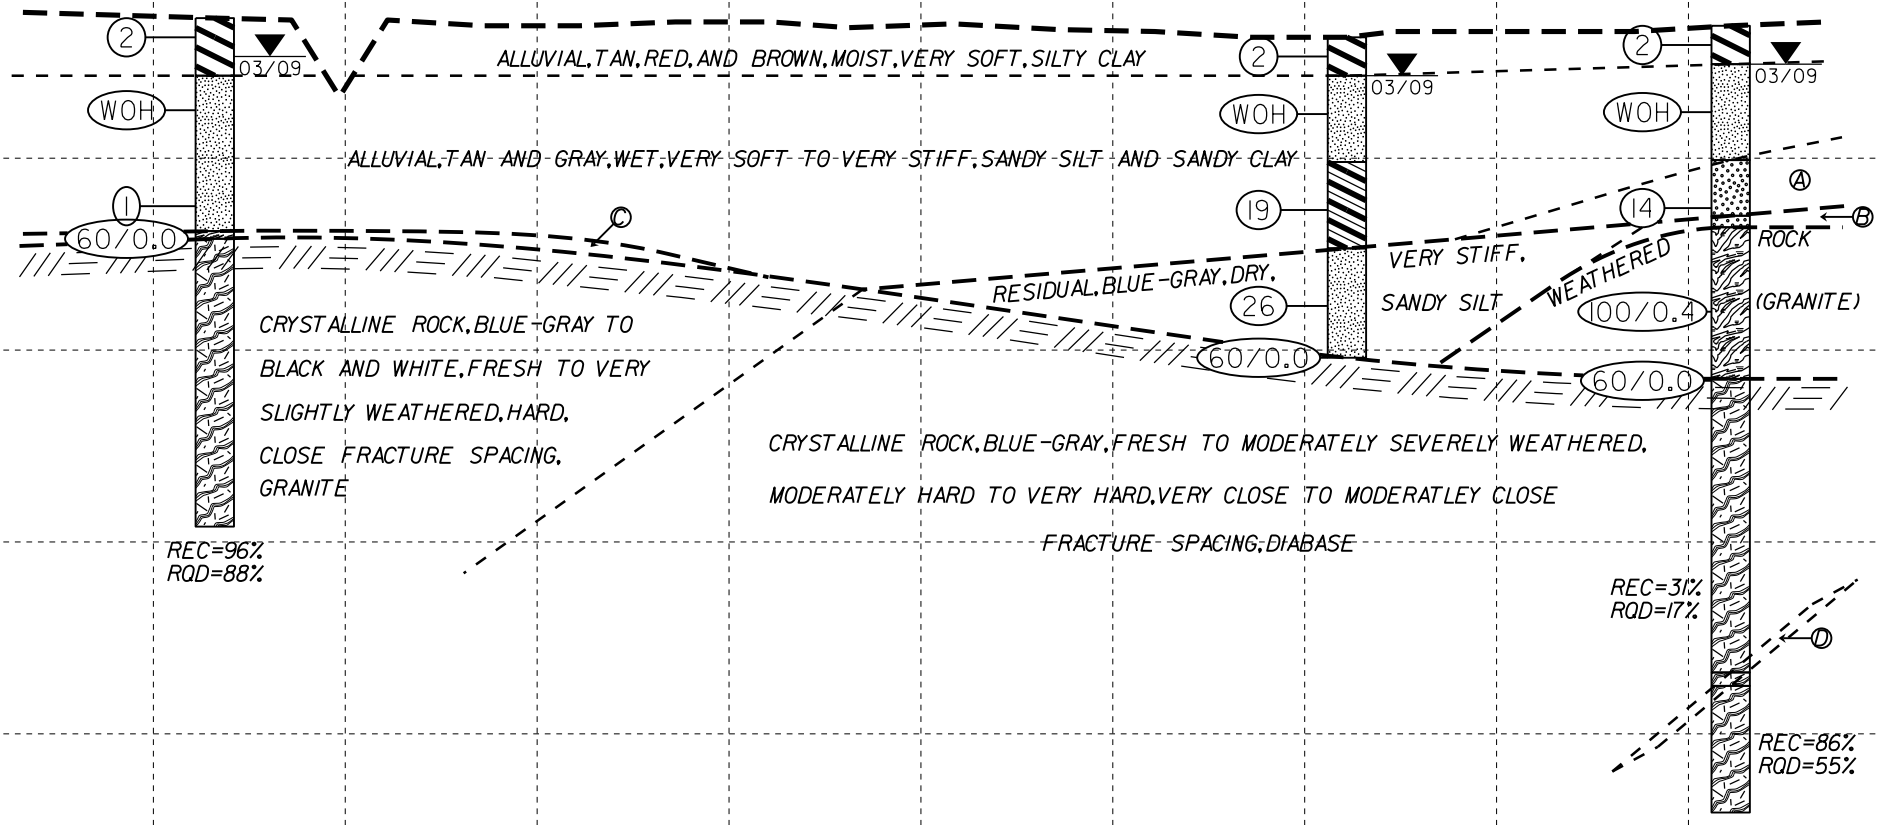 2
03/09
ALLUVIAL, TAN, RED, AND BROWN, MOIST, VERY SOFT, SILTY CLAY
2
03/09
2
03/09
WOH
WOH
WOH
ALLUVIAL, TAN AND GRAY, WET, VERY SOFT TO VERY STIFF, SANDY SILT AND SANDY CLAY
A
1
C
19
14
B
60/0.0
ROCK
VERY STIFF,
WEATHERED
RESIDUAL, BLUE-GRAY, DRY,
SANDY SILT
(GRANITE)
26
100/0.4
CRYSTALLINE ROCK, BLUE-GRAY TO
BLACK AND WHITE, FRESH TO VERY
SLIGHTLY WEATHERED, HARD,
CLOSE FRACTURE SPACING,
GRANITE
60/0.0
60/0.0
CRYSTALLINE ROCK, BLUE-GRAY, FRESH TO MODERATELY SEVERELY WEATHERED,
MODERATELY HARD TO VERY HARD, VERY CLOSE TO MODERATLEY CLOSE
FRACTURE SPACING, DIABASE
REC=96%
RQD=88%
REC=31%
RQD=17%
D
REC=86%
RQD=55%